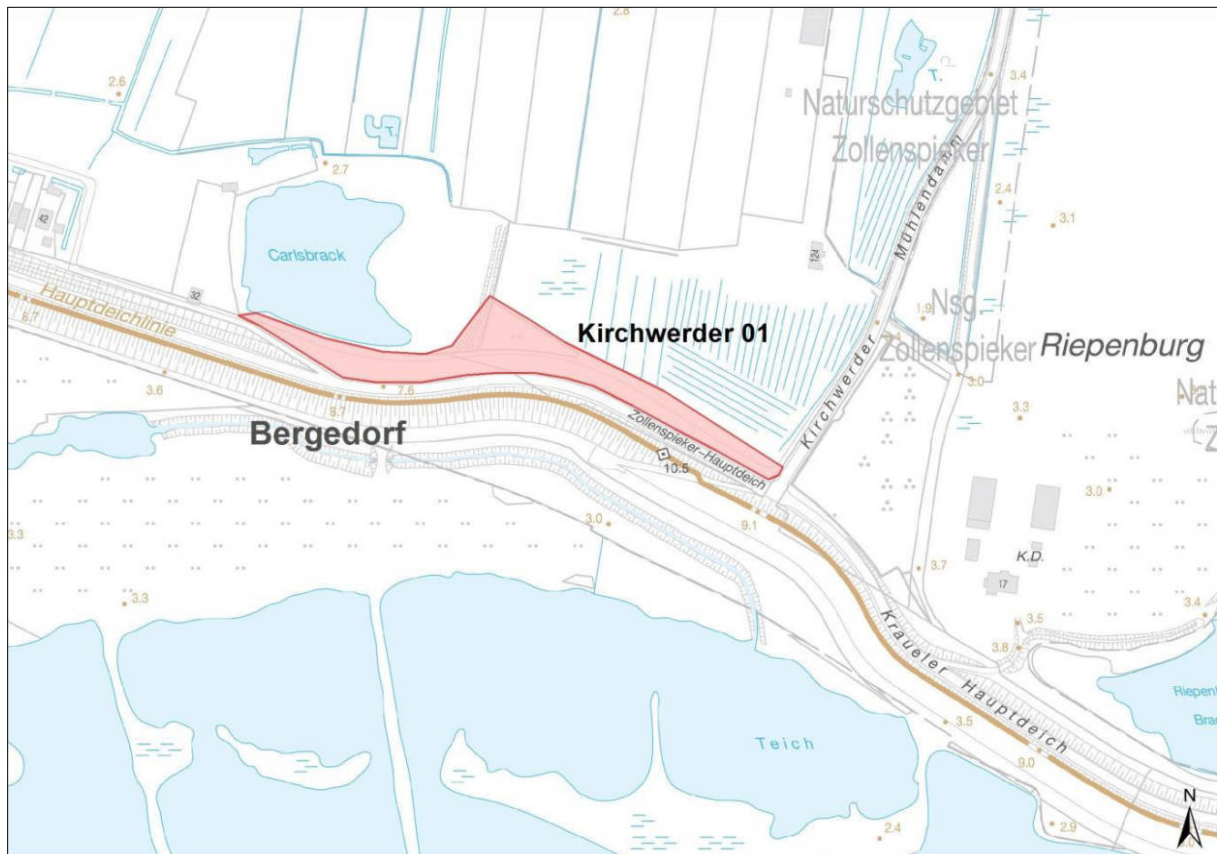 2.8
2.6
T.
T.
3.4
Naturschutzgebiet
Zollenspieker
2.7
2.4
3.1
42
Carlsbrack
124
Kirchwerder Mühlendamm
32
Hauptdeichlinie
8.7
1.9
Nsg.
Zollenspieker
Riepenburg
Kirchwerder 01
3.0
3.6
7.6
8.7
3.3
Bergedorf
Zollenspieker-Hauptdeich
10.5
3.0
9.1
3.0
3.3
3.7
K.D.
17
3.3
3.5
3.4
3.8
Kraueler Hauptdeich
Teich
3.5
9.0
2.4
2.9
N